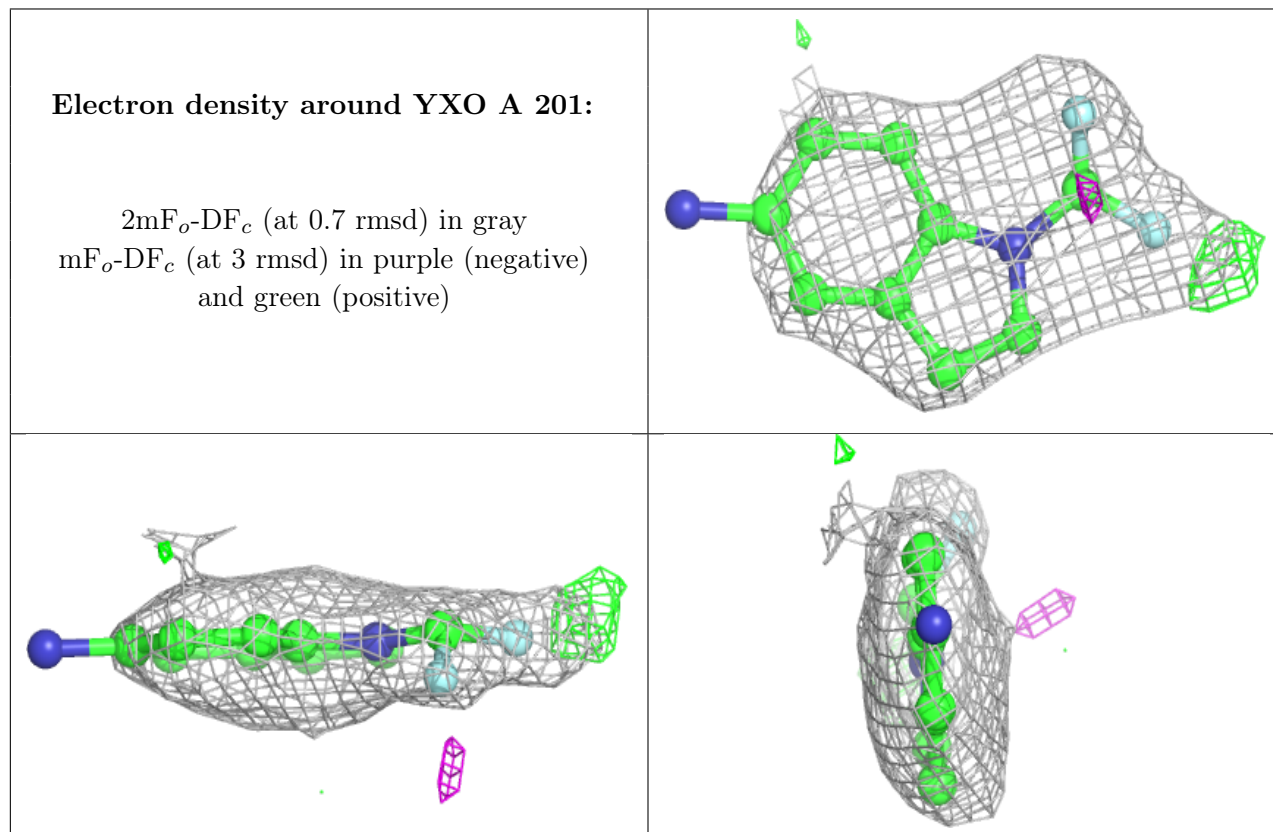 Electron density around YXO A 201:
2mFo-DFc (at 0.7 rmsd) in gray
mFo-DFc (at 3 rmsd) in purple (negative)
and green (positive)